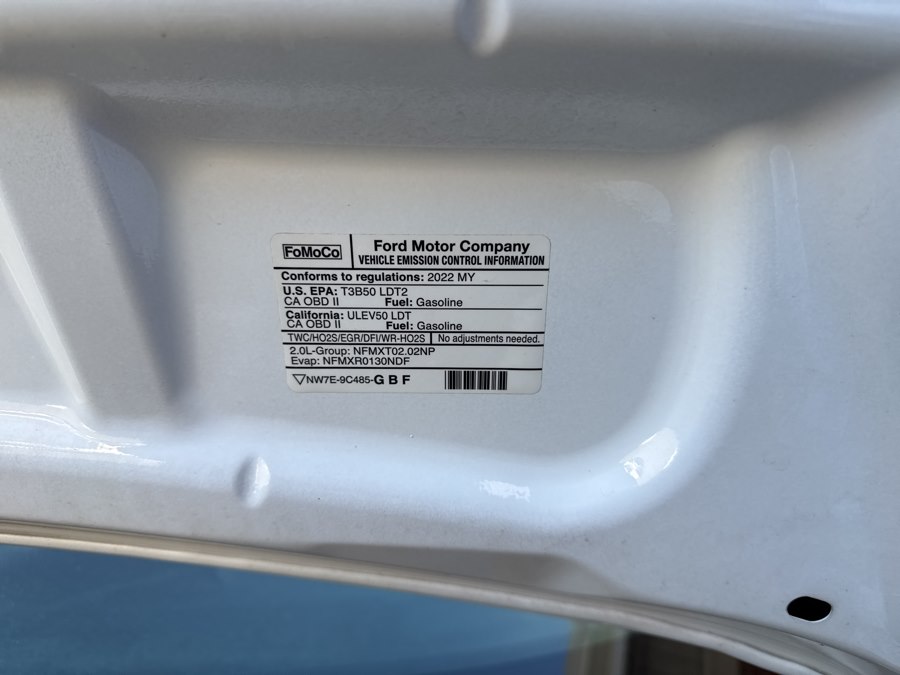 FoMoCo
Ford Motor Company
VEHICLE EMISSION CONTROL INFORMATION
Conforms to regulations: 2022 MY
U.S. EPA: T3B50 LDT2
CA OBD II Fuel: Gasoline
California: ULEV50 LDT
CA OBD II Fuel: Gasoline
TWC/HO2S/EGR/DFI/WR-HO2S No adjustments needed.
2.0L-Group: NFMXT02.02NP
Evap: NFMXR0130NDF
NW7E-9C485-GBF